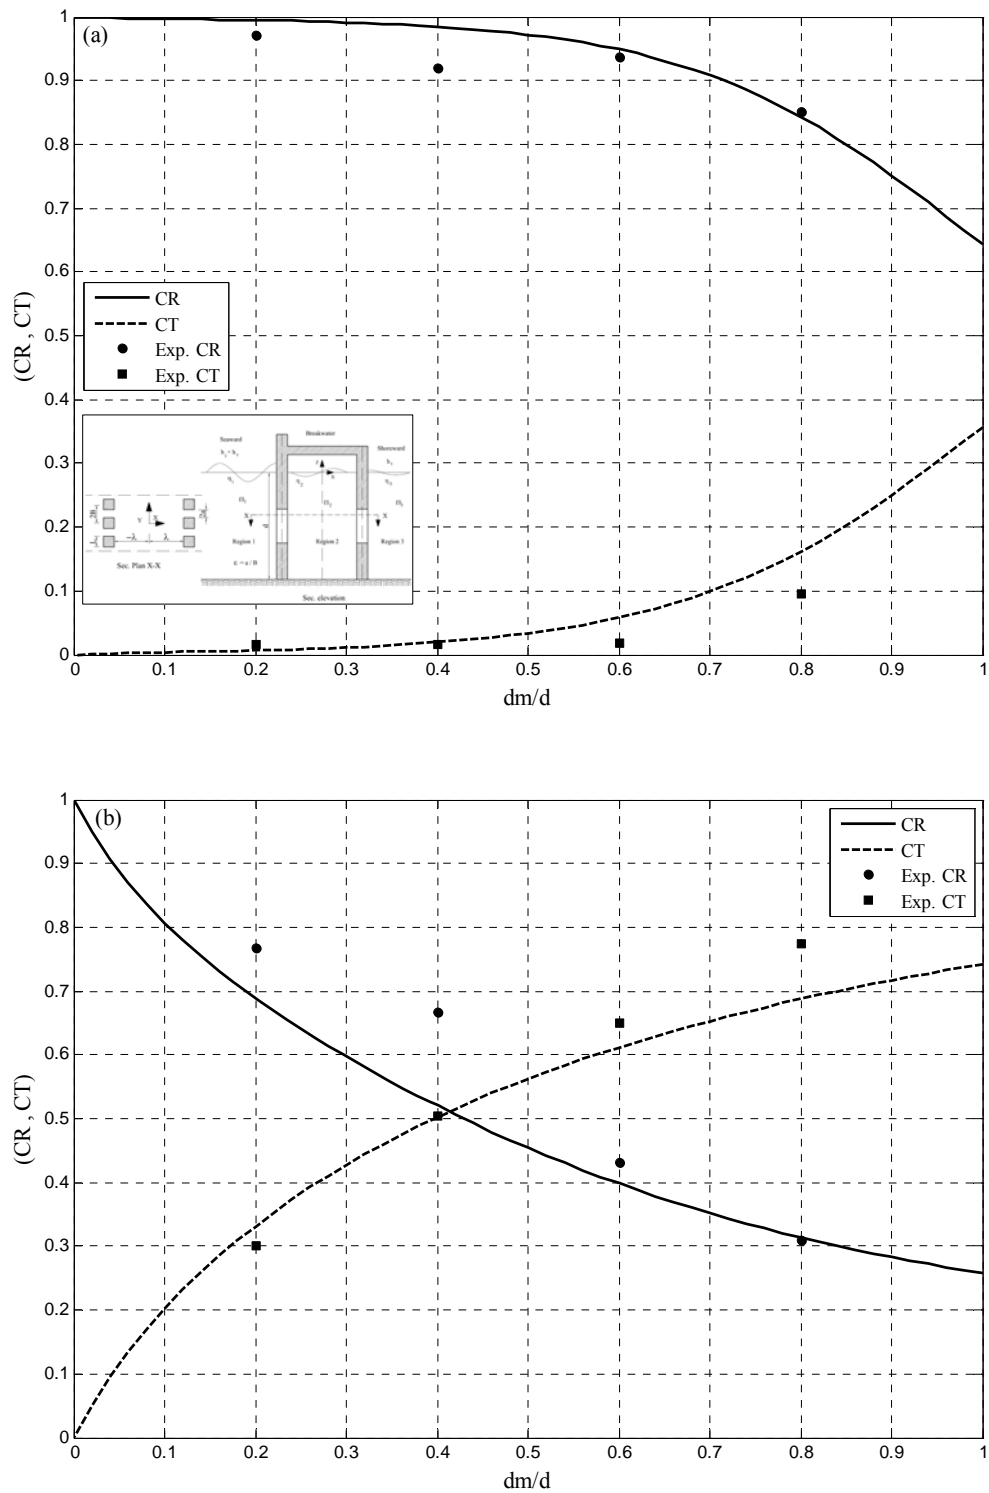 (a)
1
0.9
0.8
0.7
0.6
0.5
0.4
0.3
0.2
0.1
0
(CR , CT)
CR
CT
Exp. CR
Exp. CT
Seaward
Breakwater
Shoreward
Region 1
Region 2
Region 3
ε = a / B
Sec. Plan X-X
Sec. elevation
0 0.1 0.2 0.3 0.4 0.5 0.6 0.7 0.8 0.9 1
dm/d
(b)
1
0.9
0.8
0.7
0.6
0.5
0.4
0.3
0.2
0.1
0
(CR , CT)
CR
CT
Exp. CR
Exp. CT
0 0.1 0.2 0.3 0.4 0.5 0.6 0.7 0.8 0.9 1
dm/d